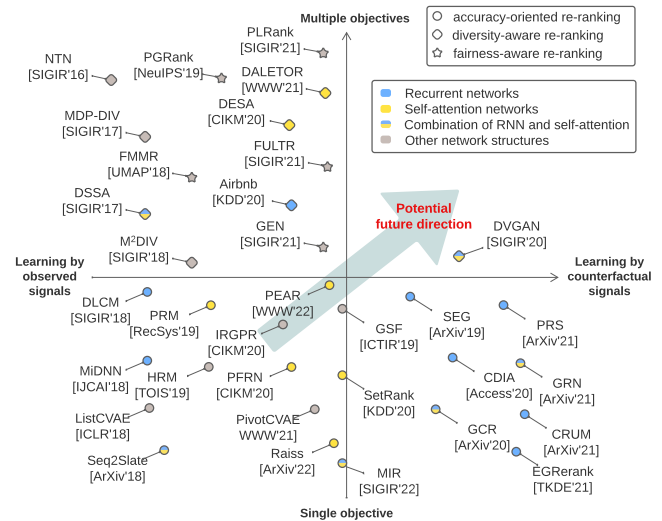 Multiple objectives
accuracy-oriented re-ranking
diversity-aware re-ranking
fairness-aware re-ranking
Recurrent networks
Self-attention networks
Combination of RNN and self-attention
Other network structures
NTN
[SIGIR'16]
PGRank
[NeuIPS'19]
PLRank
[SIGIR'21]
DALETOR
[WWW'21]
DESA
[CIKM'20]
MDP-DIV
[SIGIR'17]
FMMR
[UMAP'18]
FULTR
[SIGIR'21]
DSSA
[SIGIR'17]
Airbnb
[KDD'20]
GEN
[SIGIR'21]
M²DIV
[SIGIR'18]
Potential
future direction
DVGAN
[SIGIR'20]
Learning by
observed
signals
Learning by
counterfactual
signals
DLCM
[SIGIR'18]
PRM
[RecSys'19]
PEAR
[WWW'22]
IRGPR
[CIKM'20]
GSF
[ICTIR'19]
SEG
[ArXiv'19]
PRS
[ArXiv'21]
MiDNN
[IJCAI'18]
HRM
[TOIS'19]
PFRN
[CIKM'20]
SetRank
[KDD'20]
CDIA
[Access'20]
GRN
[ArXiv'21]
ListCVAE
[ICLR'18]
PivotCVAE
WWW'21]
GCR
[ArXiv'20]
CRUM
[ArXiv'21]
Seq2Slate
[ArXiv'18]
Raiss
[ArXiv'22]
MIR
[SIGIR'22]
EGRerank
[TKDE'21]
Single objective